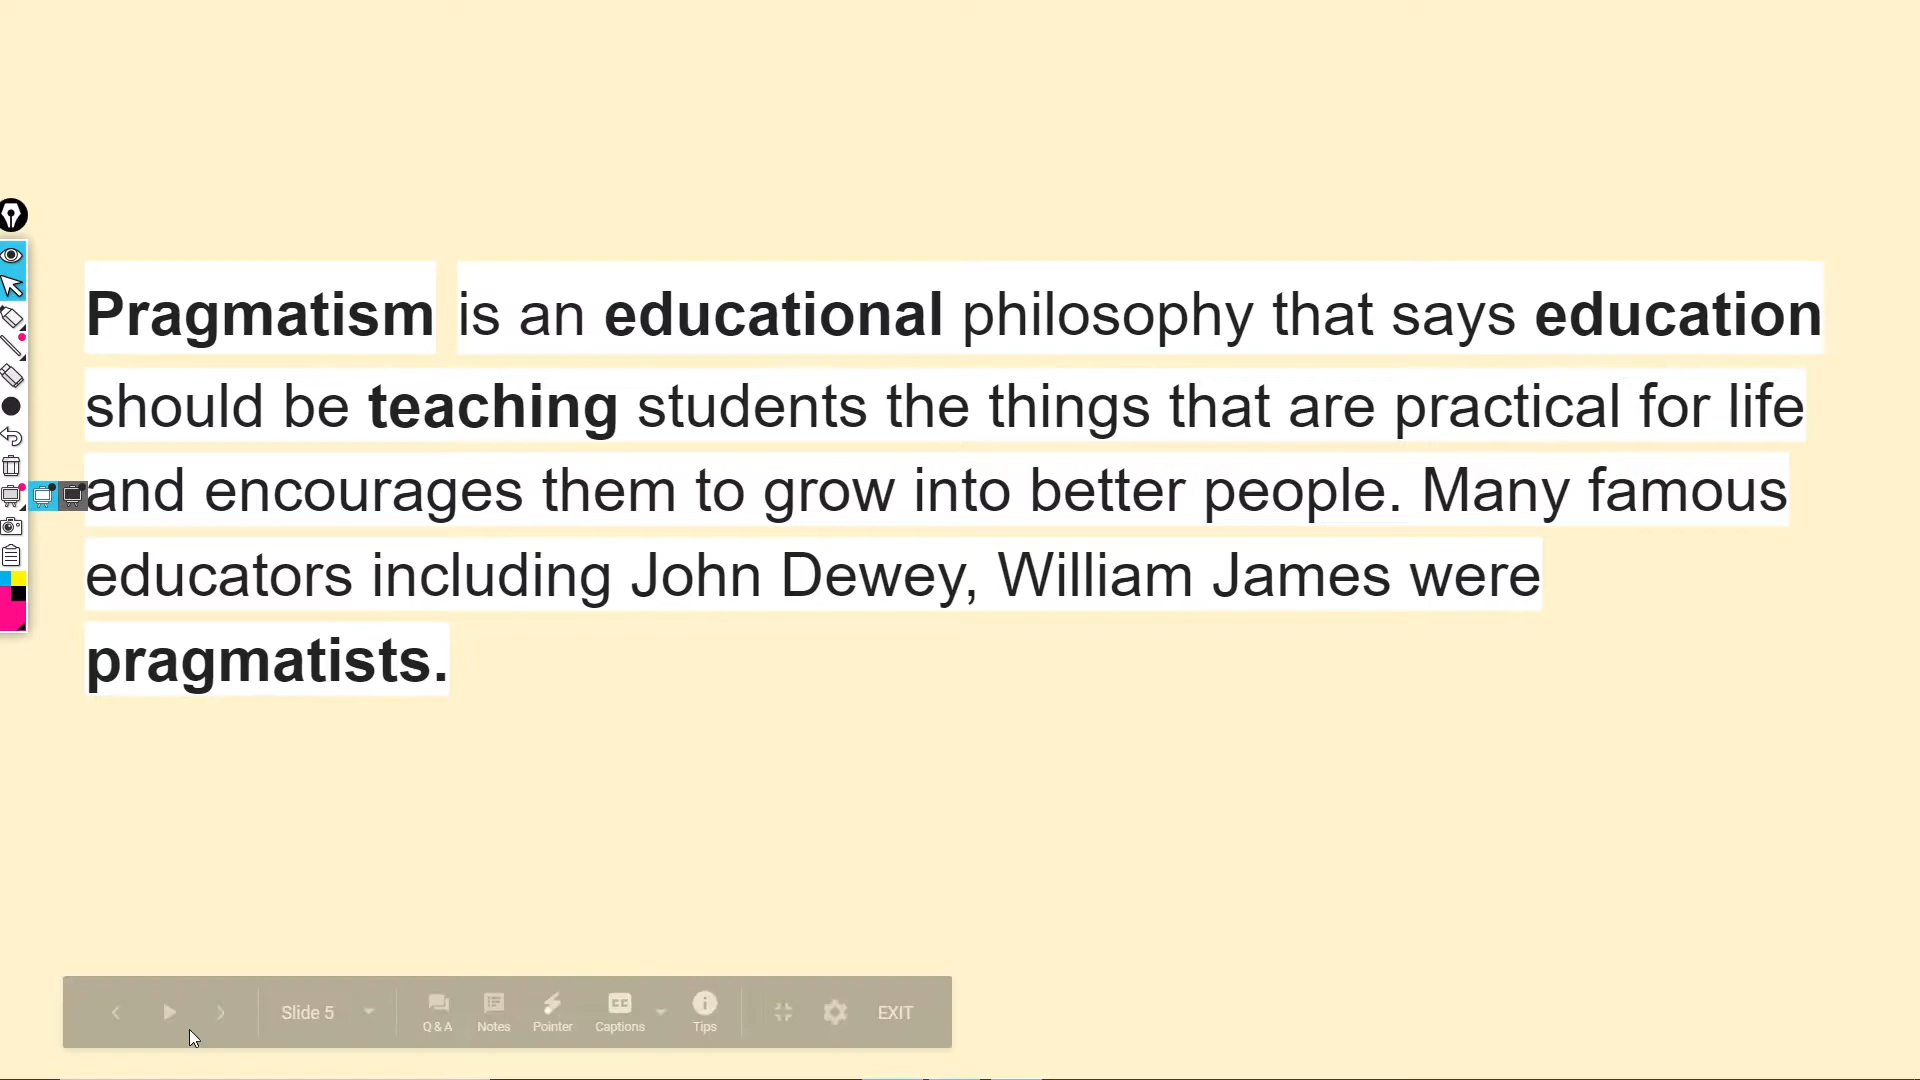 Pragmatism is an educational philosophy that says education
should be teaching students the things that are practical for life
and encourages them to grow into better people. Many famous
educators including John Dewey, William James were
pragmatists.
Slide 5
Q & A
Notes
Pointer
CC
Captions
Tips
EXIT